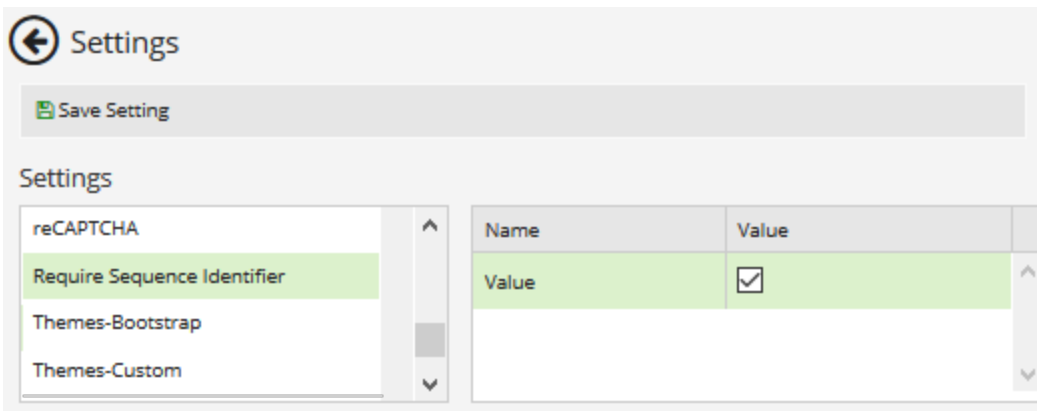 Settings
Save Setting
Settings
reCAPTCHA
Require Sequence Identifier
Themes-Bootstrap
Themes-Custom
Name Value
Value